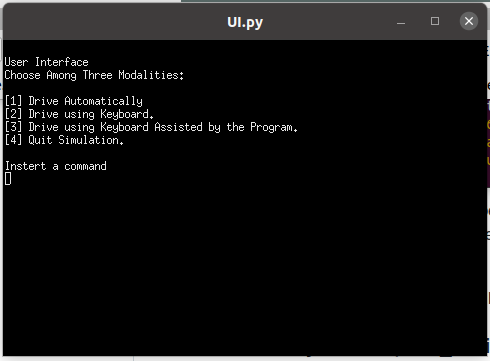 UI.py
User Interface
Choose Among Three Modalities:
[1] Drive Automatically
[2] Drive using Keyboard.
[3] Drive using Keyboard Assisted by the Program.
[4] Quit Simulation.
Instert a command